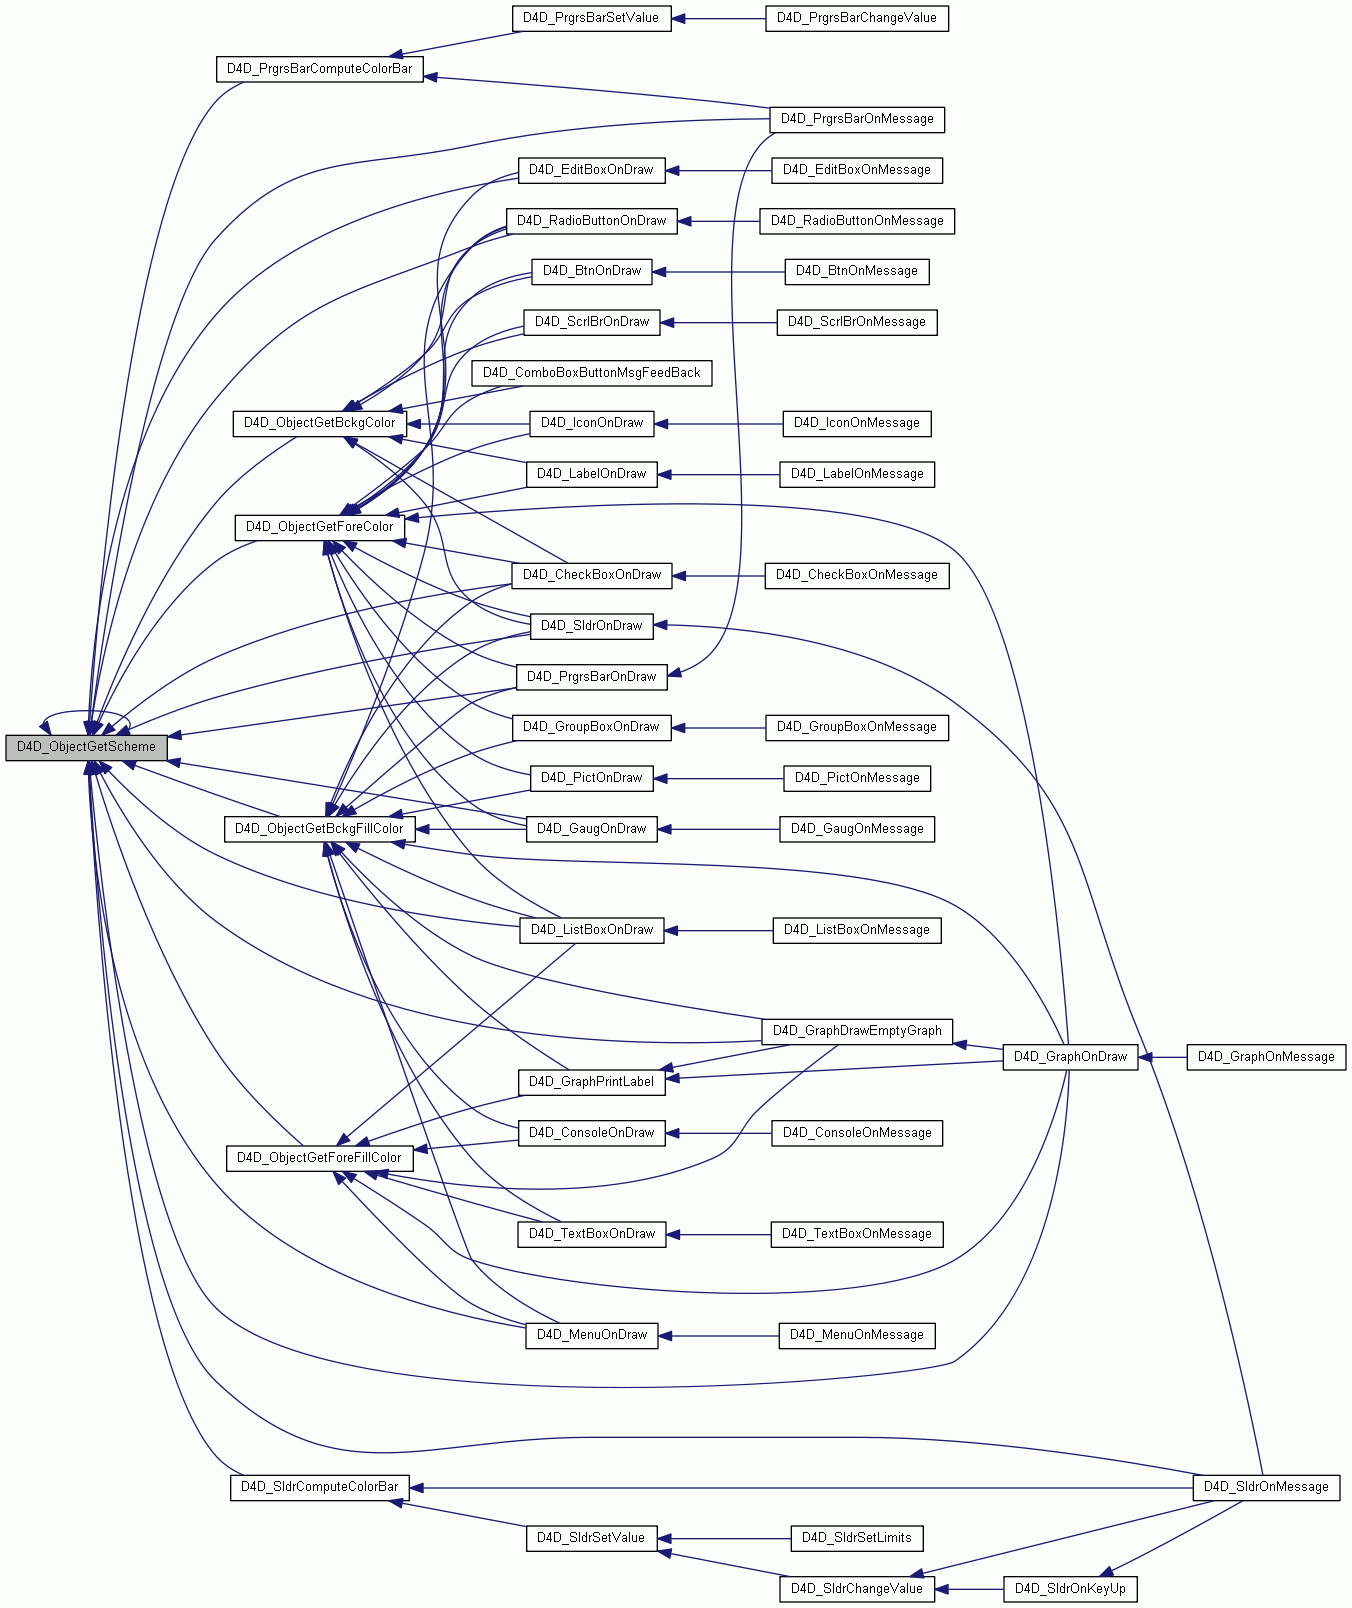 D4D_PrgrsBarSetValue
D4D_PrgrsBarChangeValue
D4D_PrgrsBarComputeColorBar
D4D_PrgrsBarOnMessage
D4D_EditBoxOnDraw
D4D_EditBoxOnMessage
D4D_RadioButtonOnDraw
D4D_RadioButtonOnMessage
D4D_BtnOnDraw
D4D_BtnOnMessage
D4D_ScrlBrOnDraw
D4D_ScrlBrOnMessage
D4D_ComboBoxButtonMsgFeedBack
D4D_ObjectGetBckgColor
D4D_IconOnDraw
D4D_IconOnMessage
D4D_LabelOnDraw
D4D_LabelOnMessage
D4D_ObjectGetForeColor
D4D_CheckBoxOnDraw
D4D_CheckBoxOnMessage
D4D_SldrOnDraw
D4D_PrgrsBarOnDraw
D4D_GroupBoxOnDraw
D4D_GroupBoxOnMessage
D4D_ObjectGetScheme
D4D_PictOnDraw
D4D_PictOnMessage
D4D_ObjectGetBckgFillColor
D4D_GaugOnDraw
D4D_GaugOnMessage
D4D_ListBoxOnDraw
D4D_ListBoxOnMessage
D4D_GraphDrawEmptyGraph
D4D_GraphOnDraw
D4D_GraphOnMessage
D4D_GraphPrintLabel
D4D_ConsoleOnDraw
D4D_ConsoleOnMessage
D4D_ObjectGetForeFillColor
D4D_TextBoxOnDraw
D4D_TextBoxOnMessage
D4D_MenuOnDraw
D4D_MenuOnMessage
D4D_SldrComputeColorBar
D4D_SldrOnMessage
D4D_SldrSetValue
D4D_SldrSetLimits
D4D_SldrChangeValue
D4D_SldrOnKeyUp